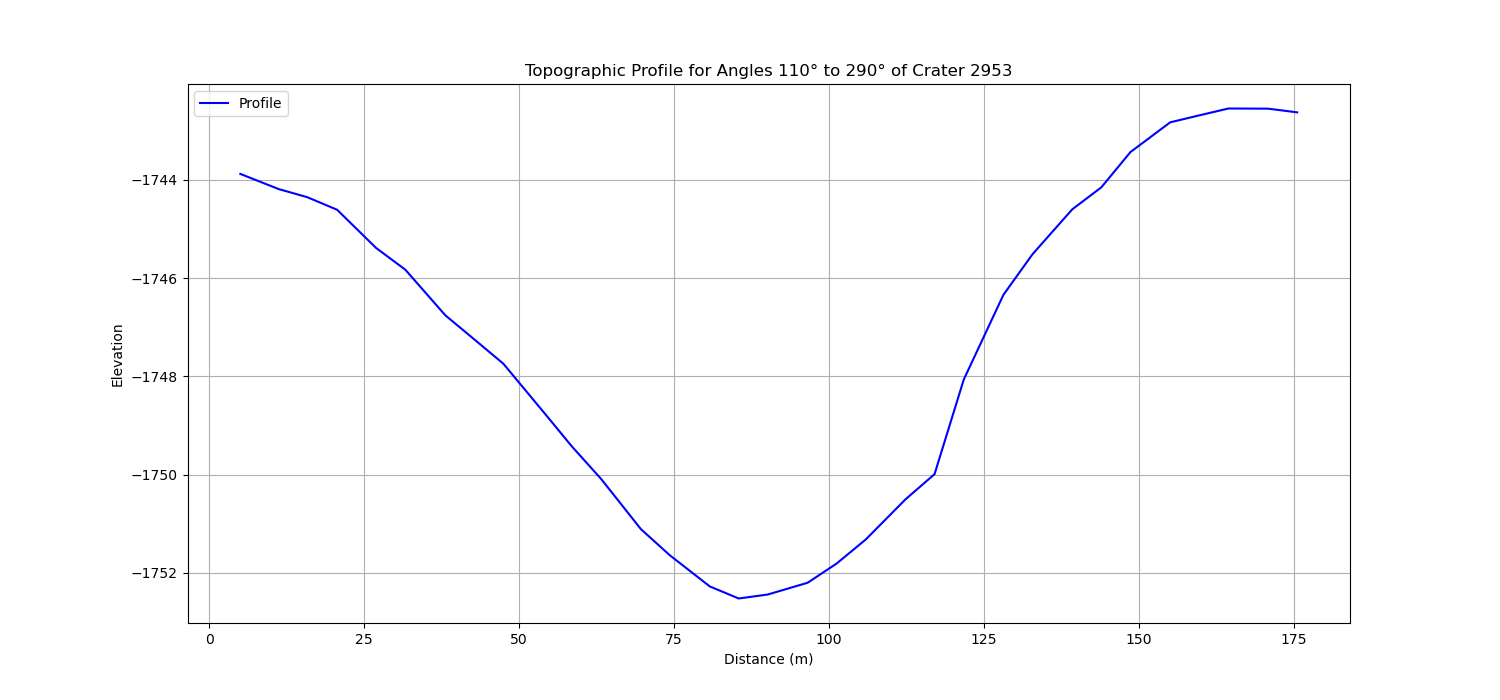 Topographic Profile for Angles 110° to 290° of Crater 2953
Profile
Elevation
−1744
−1746
−1748
−1750
−1752
0 25 50 75 100 125 150 175
Distance (m)